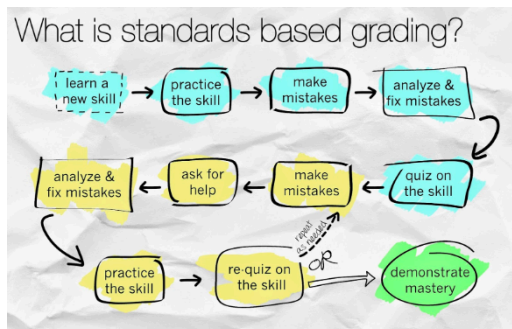 What is standards based grading?
learn a
new skill
practice
the skill
make
mistakes
analyze &
fix mistakes
quiz on
the skill
make
mistakes
ask for
help
analyze &
fix mistakes
practice
the skill
re-quiz on
the skill
repeat
as needed
OR
demonstrate
mastery